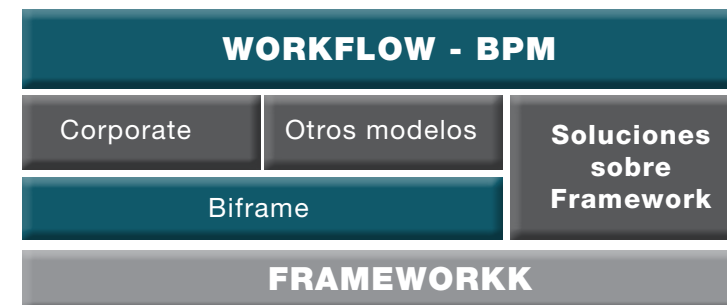 WORKFLOW - BPM
Corporate
Otros modelos
Soluciones
sobre
Framework
Biframe
FRAMEWORKK